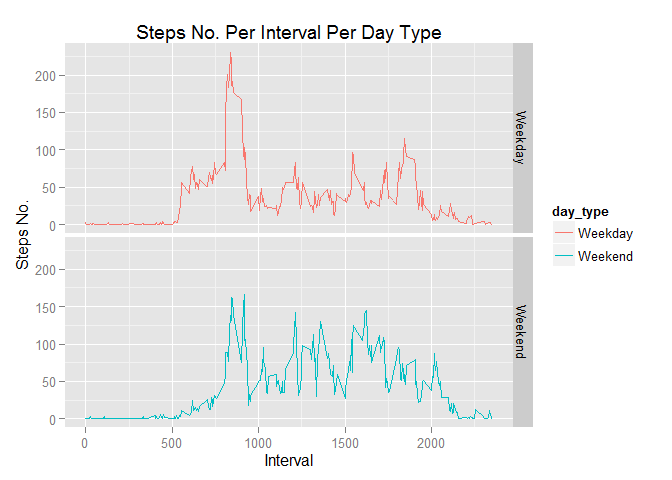 Steps No. Per Interval Per Day Type
Steps No.
200
150
100
50
0
Weekday
200
150
100
50
0
Weekend
0
500
1000
1500
2000
Interval
day_type
Weekday
Weekend